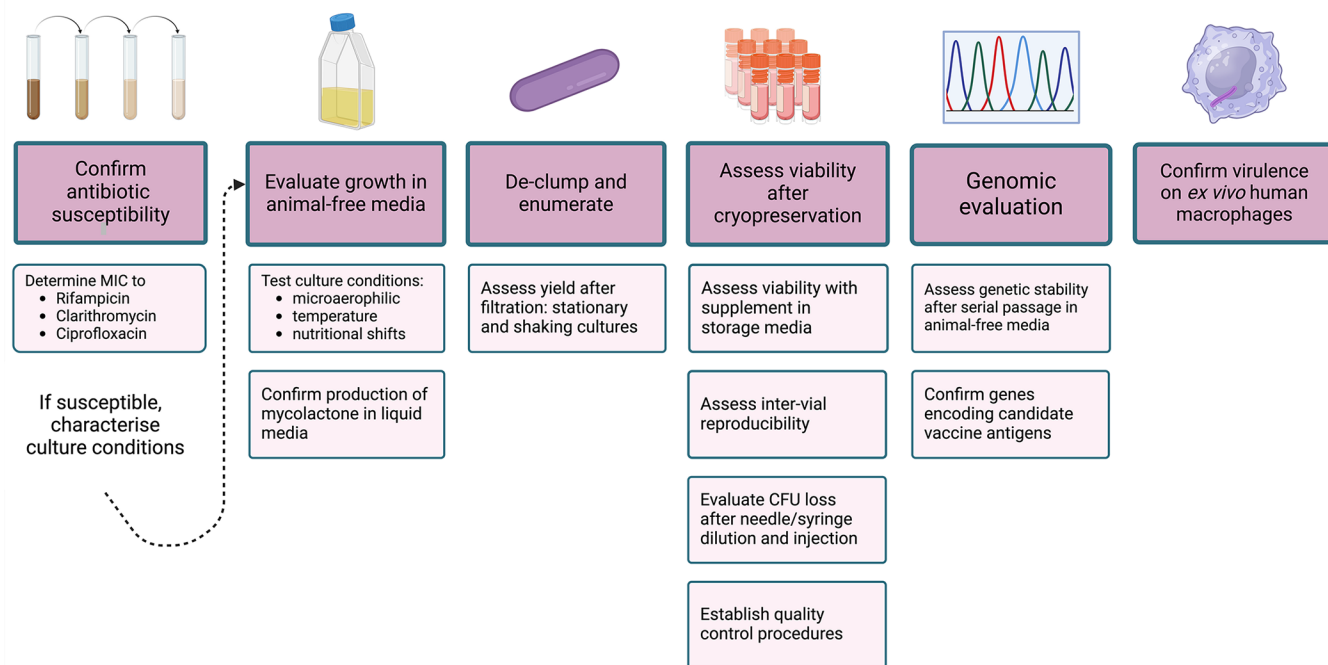 Confirm
antibiotic
susceptibility
Determine MIC to
• Rifampicin
• Clarithromycin
• Ciprofloxacin
If susceptible,
characterise
culture conditions
Evaluate growth in
animal-free media
Test culture conditions:
• microaerophilic
• temperature
• nutritional shifts
Confirm production of
mycolactone in liquid
media
De-clump and
enumerate
Assess yield after
filtration: stationary
and shaking cultures
Assess viability
after
cryopreservation
Assess viability with
supplement in
storage media
Assess inter-vial
reproducibility
Evaluate CFU loss
after needle/syringe
dilution and injection
Establish quality
control procedures
Genomic
evaluation
Assess genetic stability
after serial passage in
animal-free media
Confirm genes
encoding candidate
vaccine antigens
Confirm virulence
on ex vivo human
macrophages